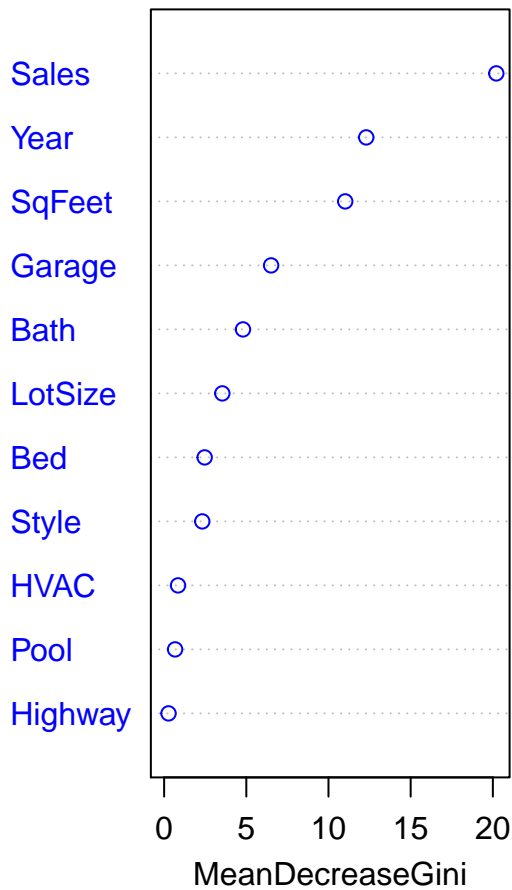 Sales
Year
SqFeet
Garage
Bath
LotSize
Bed
Style
HVAC
Pool
Highway
0 5 10 15 20
MeanDecreaseGini